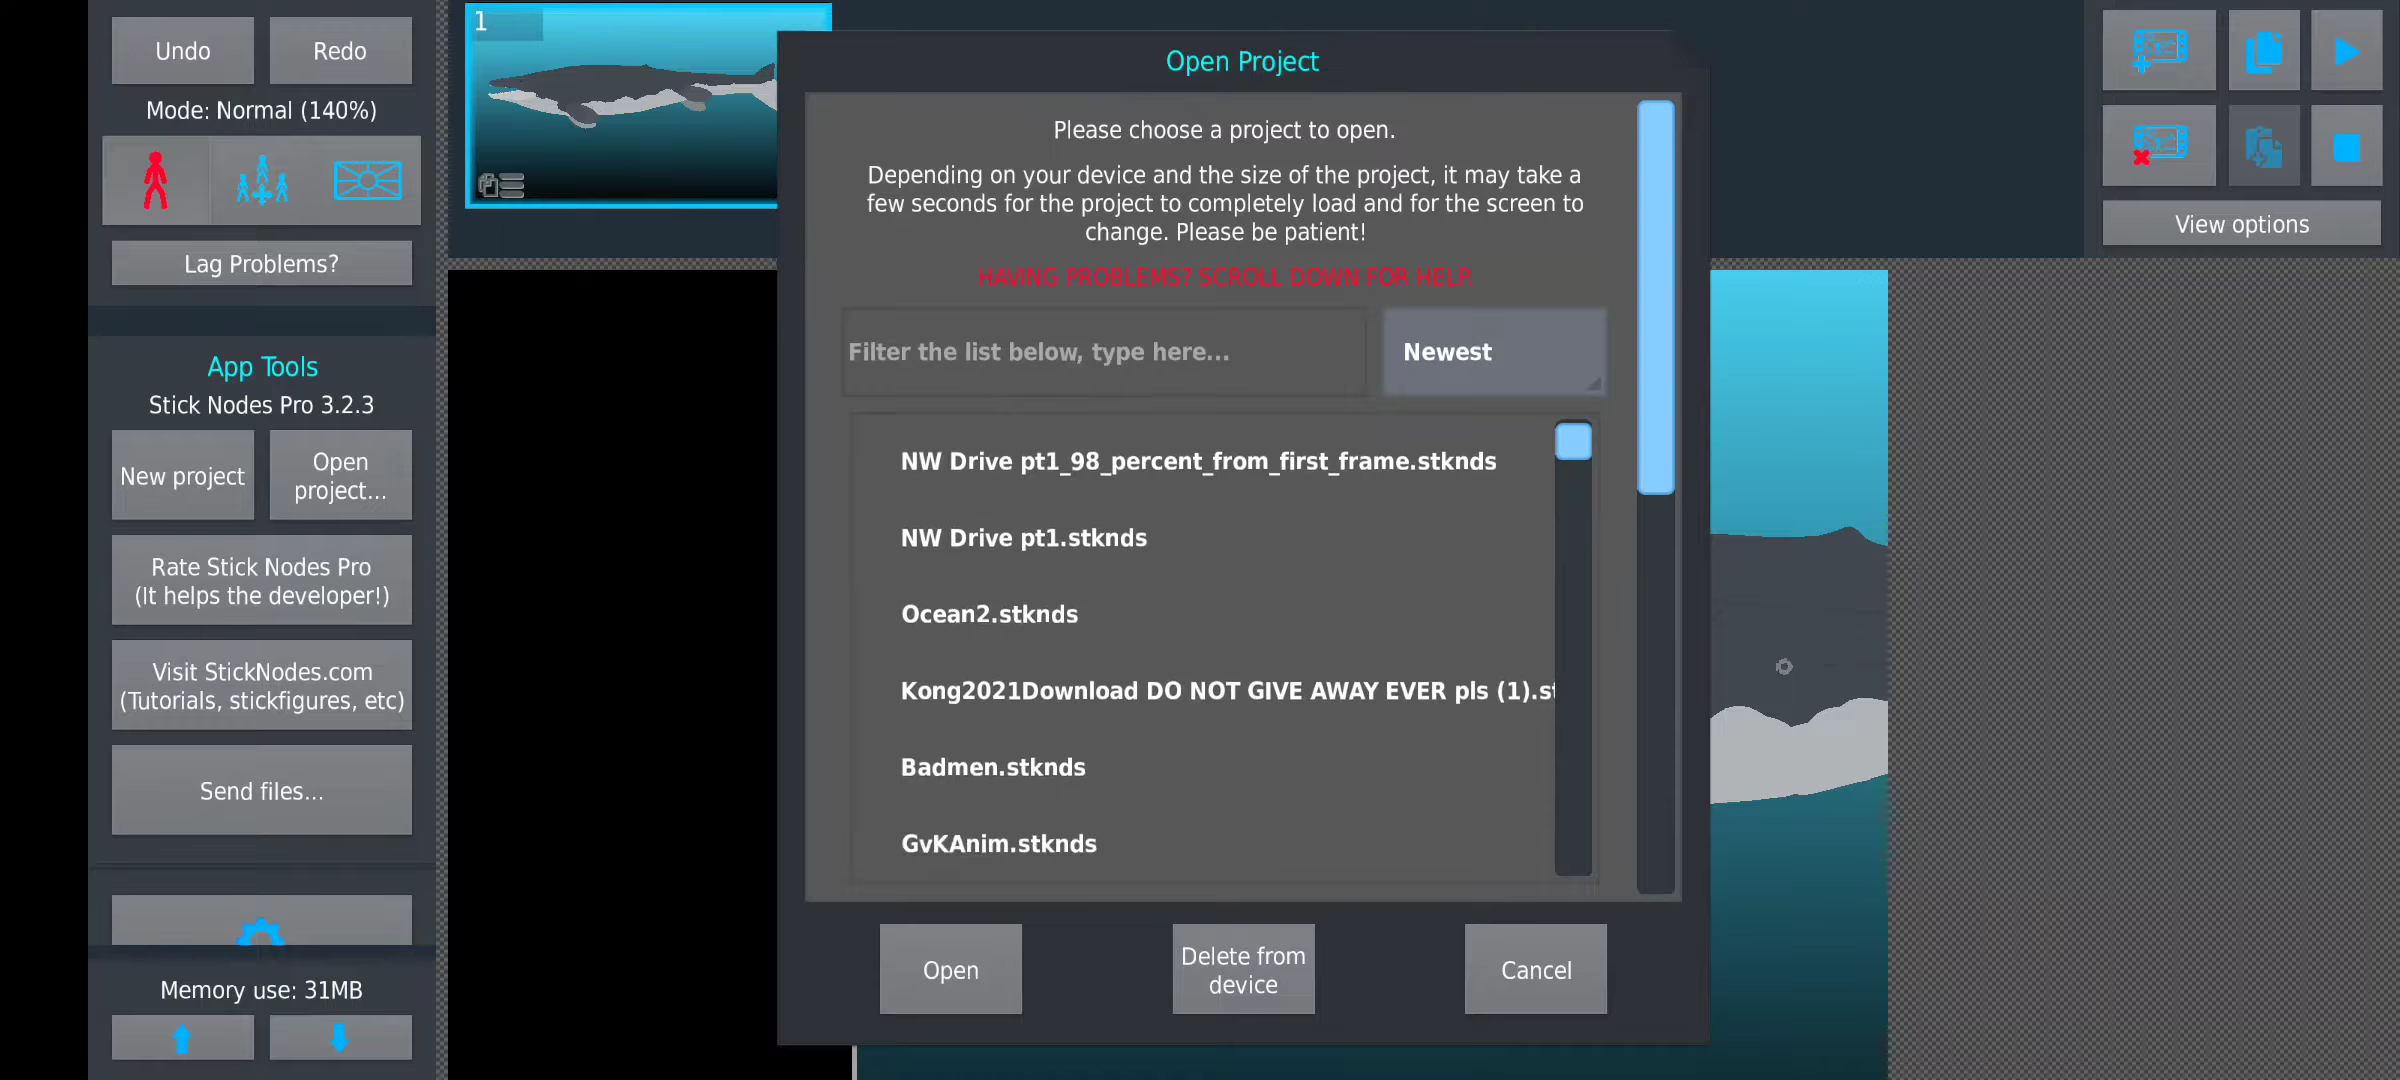 Undo
Redo
Mode: Normal (140%)
Lag Problems?
App Tools
Stick Nodes Pro 3.2.3
New project
Open
project...
Rate Stick Nodes Pro
(It helps the developer!)
Visit StickNodes.com
(Tutorials, stickfigures, etc)
Send files...
Memory use: 31MB
1
Open Project
Please choose a project to open.
Depending on your device and the size of the project, it may take a
few seconds for the project to completely load and for the screen to
change. Please be patient!
HAVING PROBLEMS? SCROLL DOWN FOR HELP.
Filter the list below, type here...
Newest
NW Drive pt1_98_percent_from_first_frame.stknds
NW Drive pt1.stknds
Ocean2.stknds
Kong2021Download DO NOT GIVE AWAY EVER pls (1).st
Badmen.stknds
GvKAnim.stknds
Open
Delete from
device
Cancel
View options